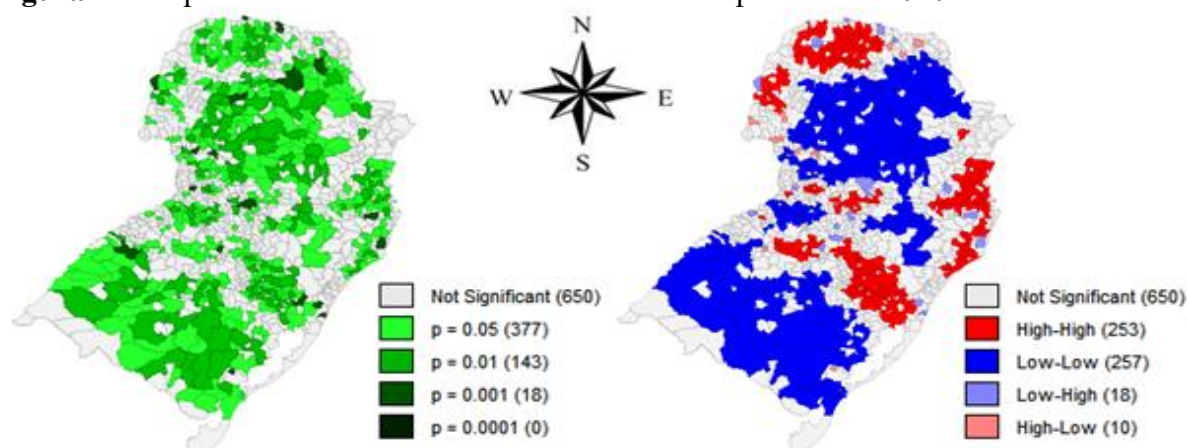 N
W E
S
Not Significant (650)
p = 0.05 (377)
p = 0.01 (143)
p = 0.001 (18)
p = 0.0001 (0)
Not Significant (650)
High-High (253)
Low-Low (257)
Low-High (18)
High-Low (10)